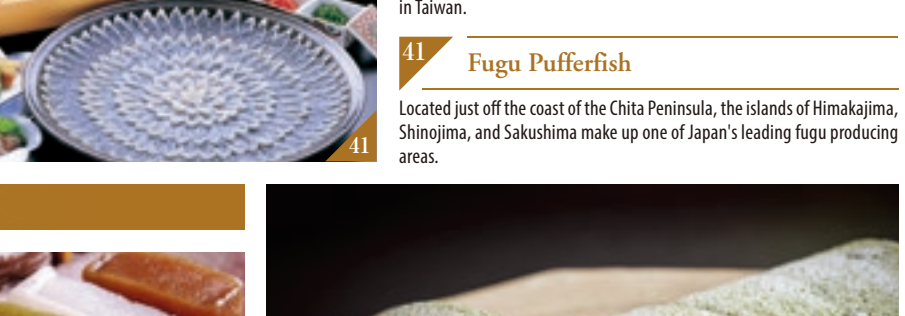 in Taiwan.
41
Fugu Pufferfish
Located just off the coast of the Chita Peninsula, the islands of Himakajima,
Shinojima, and Sakushima make up one of Japan's leading fugu producing
areas.
41